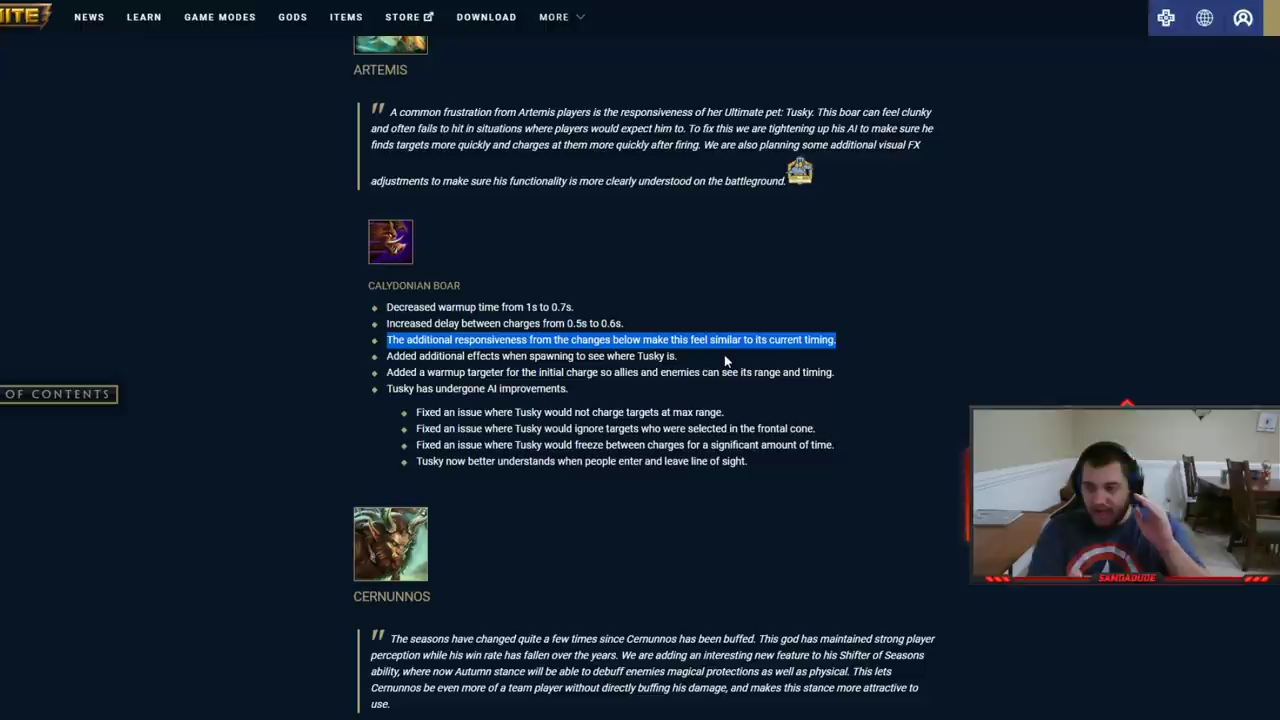 NEWS LEARN GAME MODES GODS ITEMS STORE DOWNLOAD MORE
ARTEMIS
" A common frustration from Artemis players is the responsiveness of her Ultimate pet: Tusky. This boar can feel clunky
and often fails to hit in situations where players would expect him to. To fix this we are tightening up his AI to make sure he
finds targets more quickly and charges at them more quickly after firing. We are also planning some additional visual FX
adjustments to make sure his functionality is more clearly understood on the battleground.
CALYDONIAN BOAR
Decreased warmup time from 1s to 0.7s.
Increased delay between charges from 0.5s to 0.6s.
The additional responsiveness from the changes below make this feel similar to its current timing.
Added additional effects when spawning to see where Tusky is.
Added a warmup targeter for the initial charge so allies and enemies can see its range and timing.
Tusky has undergone AI improvements.
OF CONTENTS
Fixed an issue where Tusky would not charge targets at max range.
Fixed an issue where Tusky would ignore targets who were selected in the frontal cone.
Fixed an issue where Tusky would freeze between charges for a significant amount of time.
Tusky now better understands when people enter and leave line of sight.
SAMDADUDE
CERNUNNOS
" The seasons have changed quite a few times since Cernunnos has been buffed. This god has maintained strong player
perception while his win rate has fallen over the years. We are adding an interesting new feature to his Shifter of Seasons
ability, where now Autumn stance will be able to debuff enemies magical protections as well as physical. This lets
Cernunnos be even more of a team player without directly buffing his damage, and makes this stance more attractive to
use.